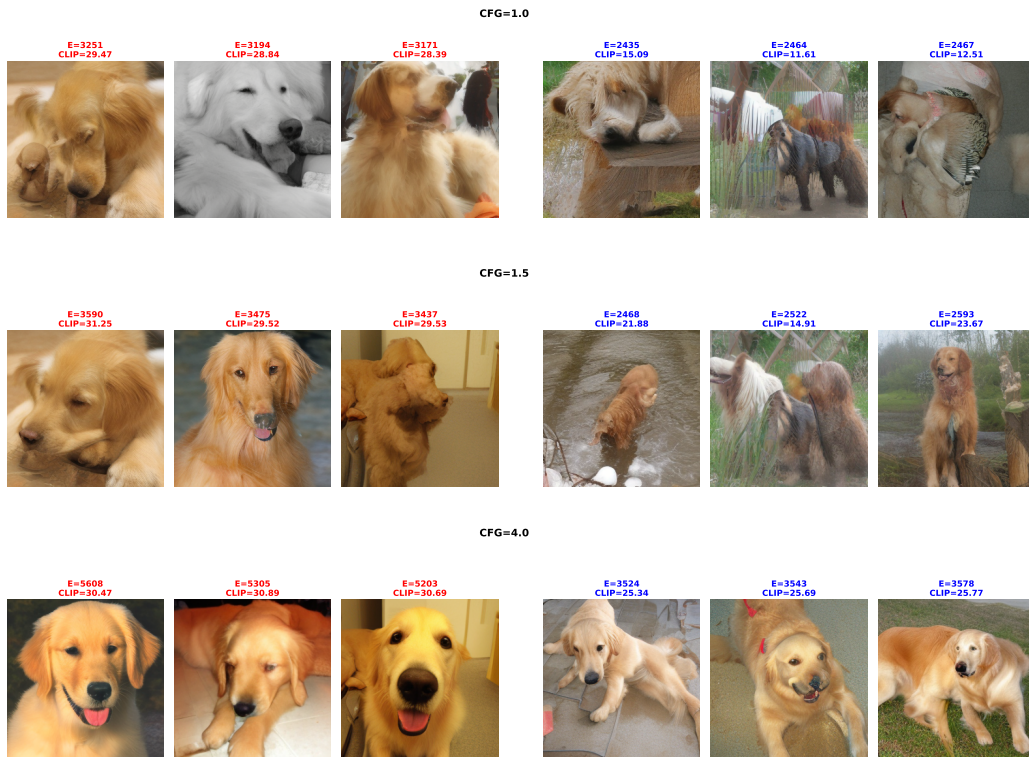 CFG=1.0
E=3251
CLIP=29.47
E=3194
CLIP=28.84
E=3171
CLIP=28.39
E=2435
CLIP=15.09
E=2464
CLIP=11.61
E=2467
CLIP=12.51
CFG=1.5
E=3590
CLIP=31.25
E=3475
CLIP=29.52
E=3437
CLIP=29.53
E=2468
CLIP=21.88
E=2522
CLIP=14.91
E=2593
CLIP=23.67
CFG=4.0
E=5608
CLIP=30.47
E=5305
CLIP=30.89
E=5203
CLIP=30.69
E=3524
CLIP=25.34
E=3543
CLIP=25.69
E=3578
CLIP=25.77